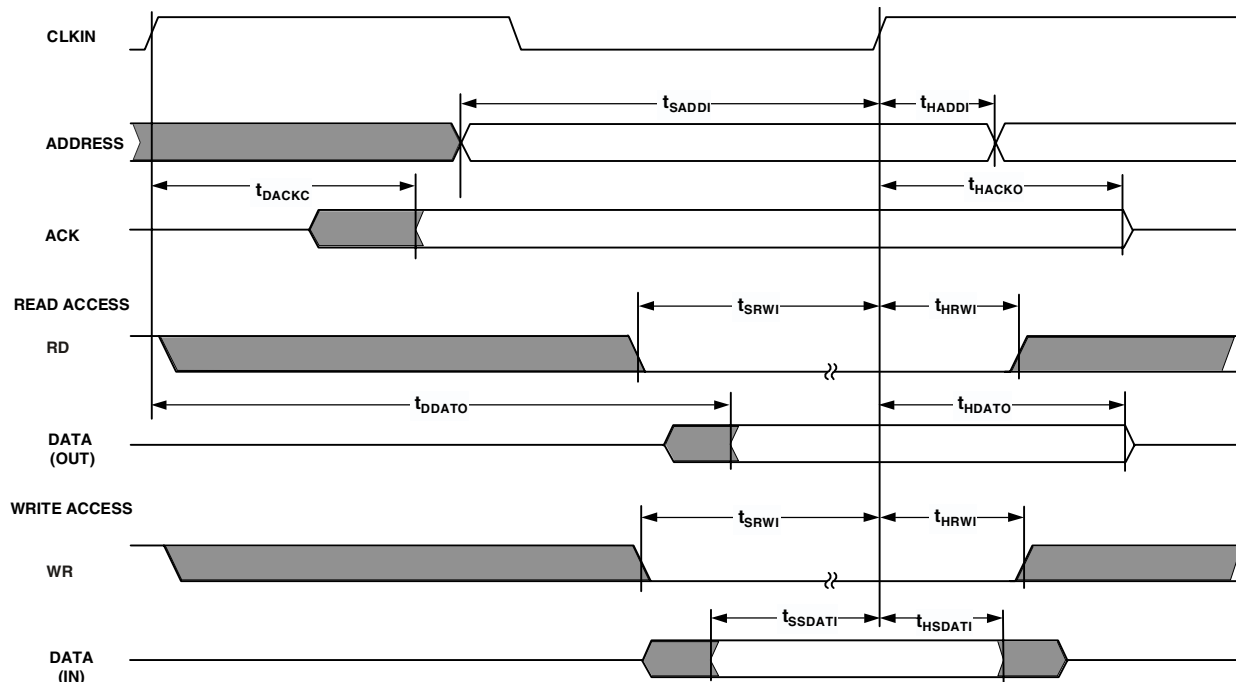 CLKIN
tSADDI
tHADDI
ADDRESS
tDACKC
tHACKO
ACK
READ ACCESS
tSRWI
tHRWI
RD
tDDATO
tHDATO
DATA
(OUT)
WRITE ACCESS
tSRWI
tHRWI
WR
tSSDATI
tHSDATI
DATA
(IN)